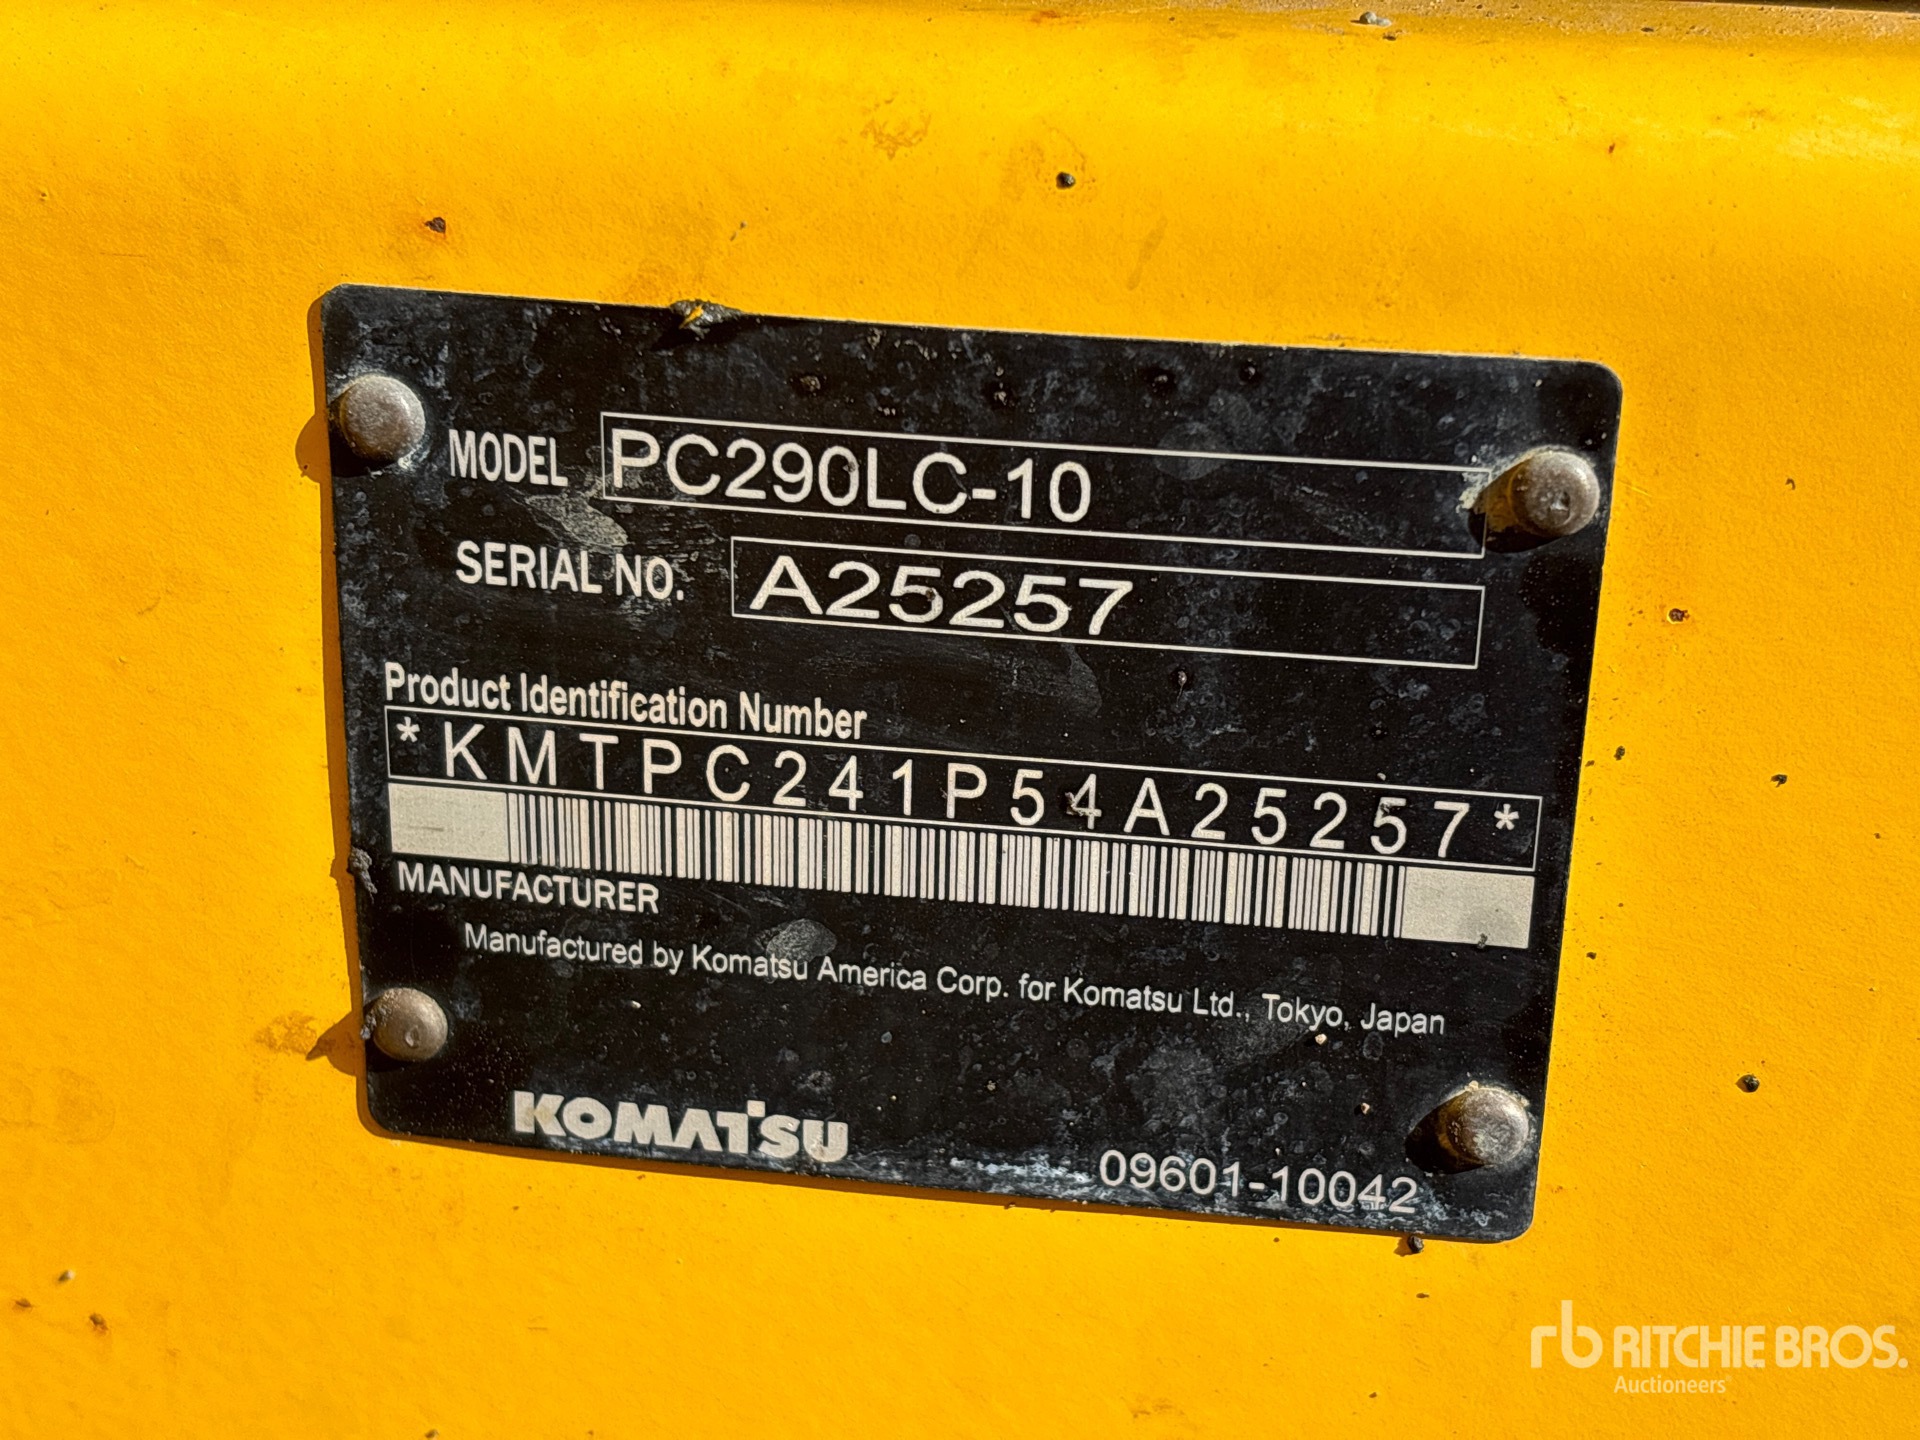 MODEL PC290LC-10
SERIAL NO. A25257
Product Identification Number
*KMTPC241P54A25257*
MANUFACTURER
Manufactured by Komatsu America Corp. for Komatsu Ltd., Tokyo, Japan
KOMATSU
09601-10042
rb RITCHIE BROS.
Auctioneers